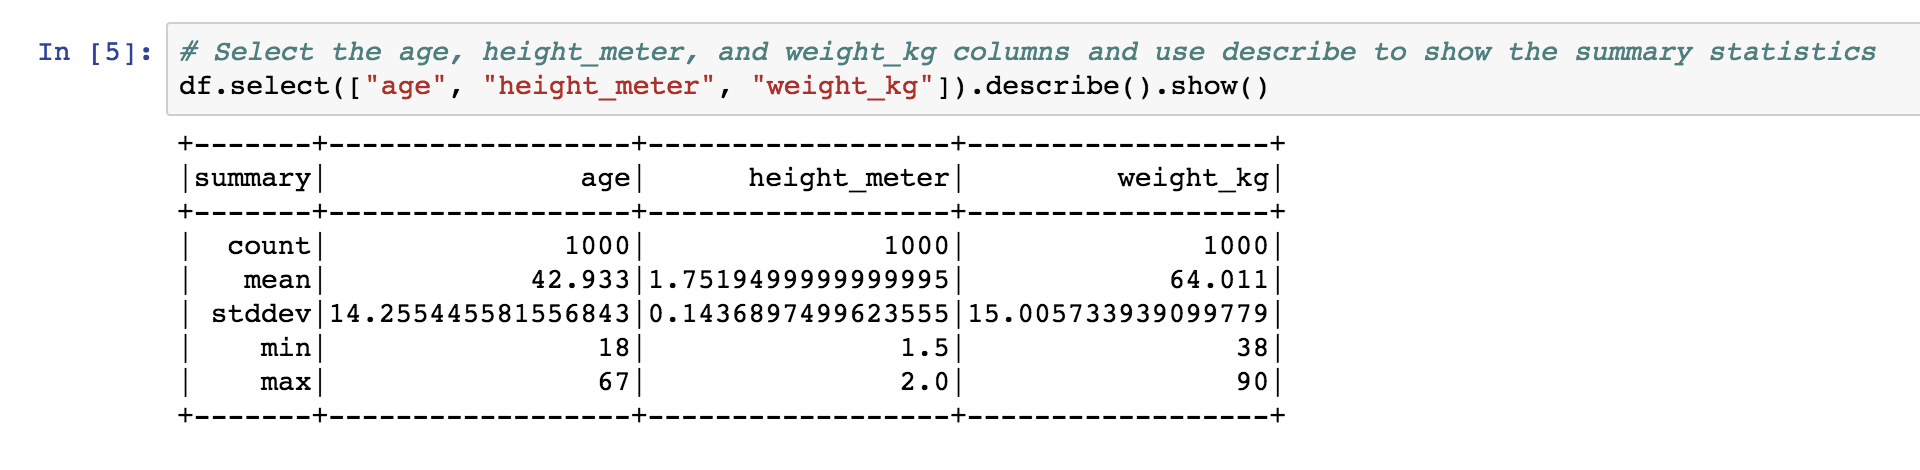 In [5]: # Select the age, height_meter, and weight_kg columns and use describe to show the summary statistics
df.select(["age", "height_meter", "weight_kg"]).describe().show()
+-------+------------------+------------------+------------------+
|summary|               age|      height_meter|         weight_kg|
+-------+------------------+------------------+------------------+
|  count|              1000|              1000|              1000|
|   mean|            42.933|1.7519499999999995|            64.011|
| stddev|14.255445581556843|0.1436897499623555|15.005733939099779|
|    min|                18|               1.5|                38|
|    max|                67|               2.0|                90|
+-------+------------------+------------------+------------------+